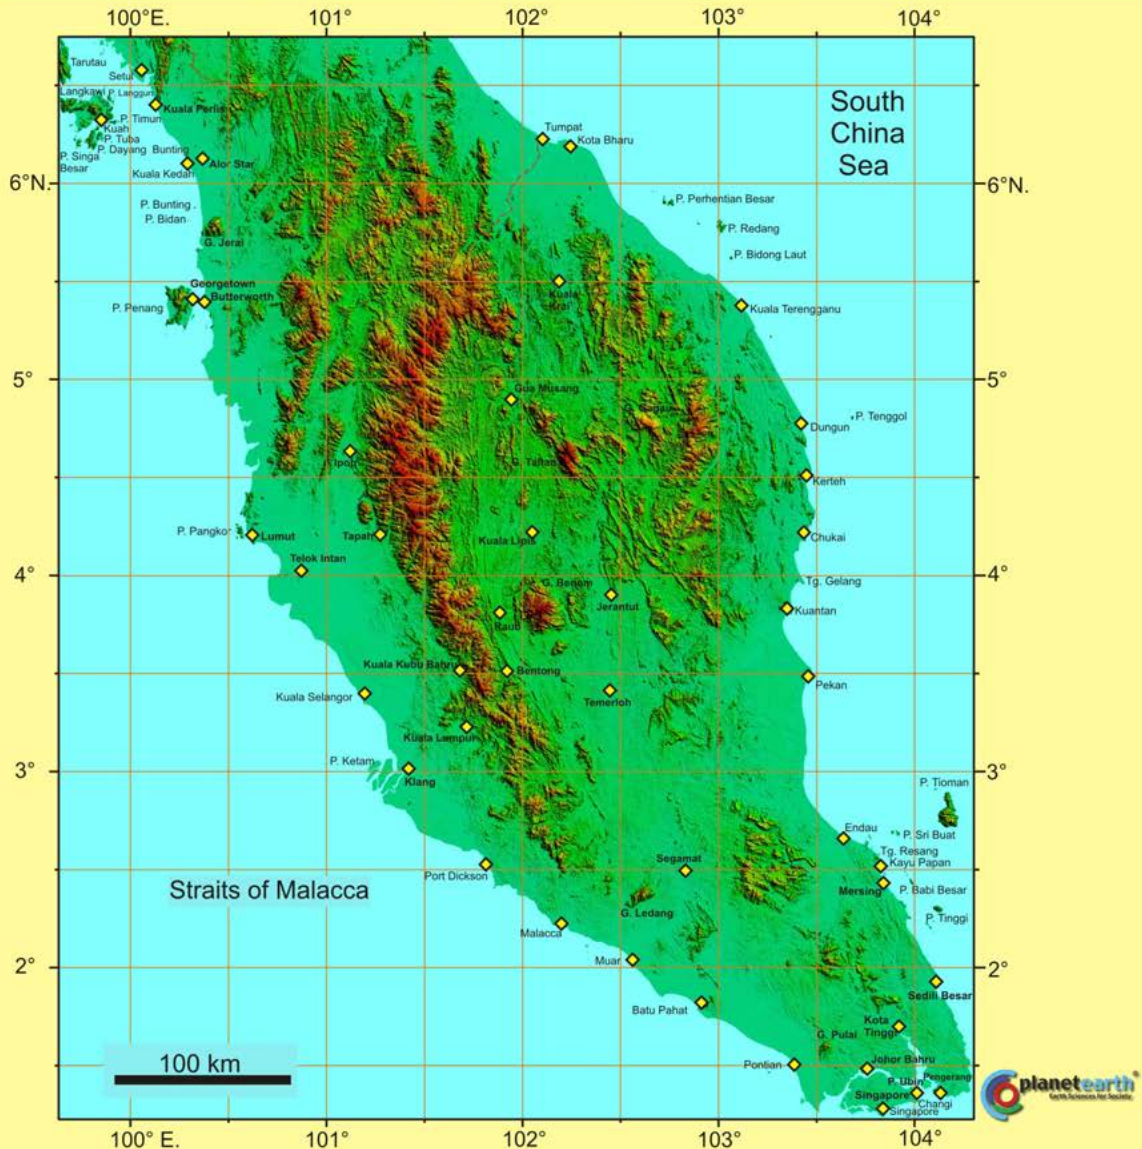 100°E.
101°
102°
103°
104°
Tarutau
Setul
Langkawi
P. Langgun
Kuala Perlis
P. Timun
Kuah
P. Tuba
P. Dayang Bunting
P. Singa
Besar
Kuala Kedah
Alor Star
Tumpat
Kota Bharu
South
China
Sea
6°N.
6°N.
P. Bunting
P. Bidan
G. Jerai
P. Perhentian Besar
P. Redang
P. Bidong Laut
Georgetown
Butterworth
P. Penang
Kuala
Krai
Kuala Terengganu
5°
5°
Gua Musang
G. Gagau
P. Tenggol
Dungun
Ipoh
G. Tahan
Kerteh
P. Pangkor
Lumut
Tapah
Kuala Lipis
Chukai
Telok Intan
4°
4°
G. Benom
Tg. Gelang
Jerantut
Kuantan
Raub
Kuala Kubu Bahru
Bentong
Pekan
Kuala Selangor
Temerloh
Kuala Lumpur
P. Ketam
Klang
3°
3°
P. Tioman
Endau
P. Sri Buat
Tg. Resang
Kayu Papan
Segamat
Port Dickson
Mersing
P. Babi Besar
Straits of Malacca
G. Ledang
P. Tinggi
Malacca
Muar
2°
2°
Sedili Besar
Batu Pahat
Kota
Tinggi
G. Pulai
100 km
Pontian
Johor Bahru
P. Ubin
Pengerang
Singapore
Changi
Singapore
planetearth
Earth Sciences for Society
100° E.
101°
102°
103°
104°